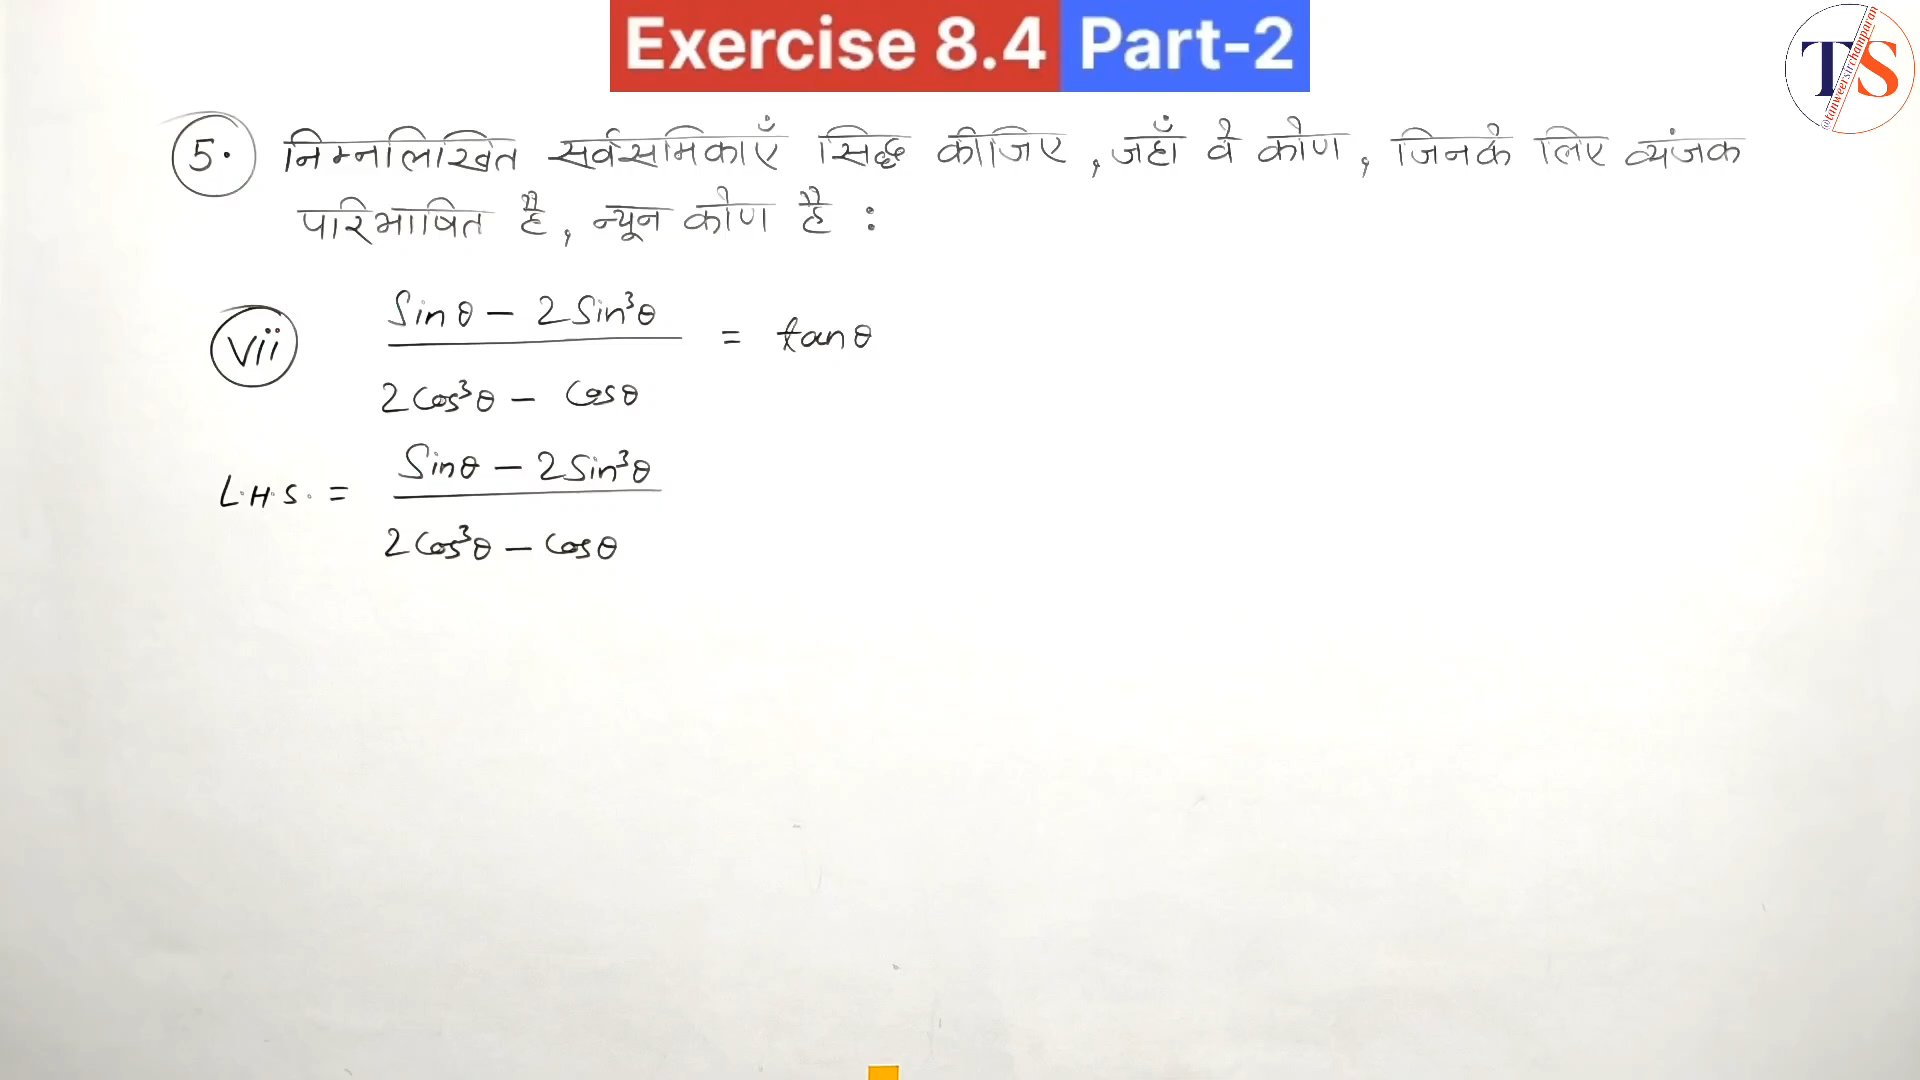 Exercise 8.4 Part-2
TS
@tanweersirchamparan
5. निम्नलिखित सर्वसमिकाएँ सिद्ध कीजिए, जहाँ वे कोण, जिनके लिए व्यंजक
परिभाषित है, न्यून कोण है :
vii Sinθ - 2Sin³θ / 2Cos³θ - Cosθ = tanθ
L.H.S. = Sinθ - 2Sin³θ / 2Cos³θ - Cosθ